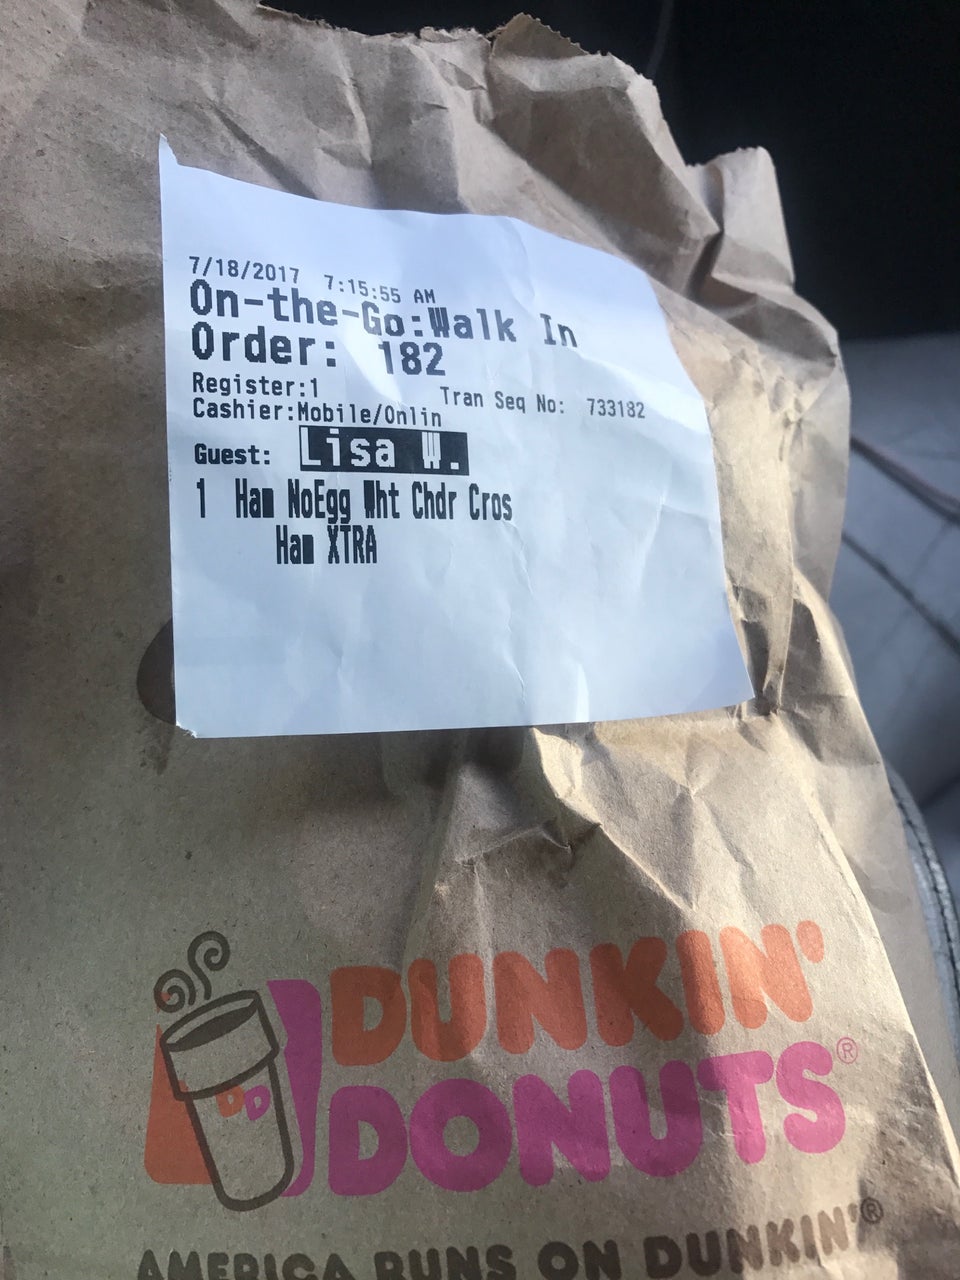 7/18/2017 7:15:55 AM
On-the-Go:Walk In
Order: 182
Register:1 Tran Seq No: 733182
Cashier:Mobile/Onlin
Guest: Lisa W.
1 Ham NoEgg Wht Chdr Cros
Ham XTRA
DD
DUNKIN'
DONUTS®
AMERICA RUNS ON DUNKIN'®